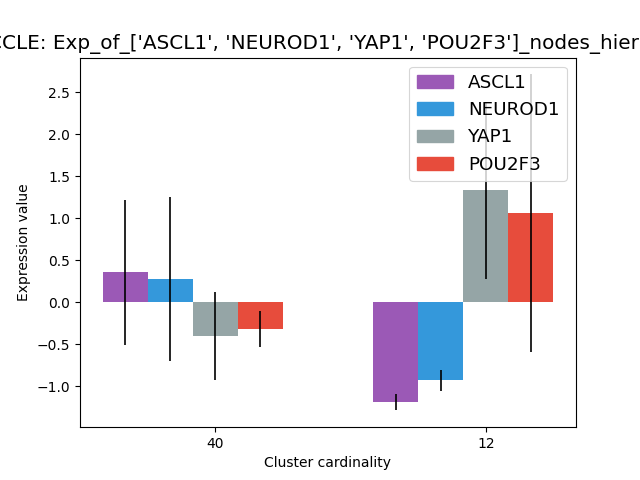 CCLE: Exp_of_['ASCL1', 'NEUROD1', 'YAP1', 'POU2F3']_nodes_hier
ASCL1
NEUROD1
YAP1
POU2F3
2.5
2.0
1.5
1.0
0.5
0.0
−0.5
−1.0
Expression value
40
12
Cluster cardinality